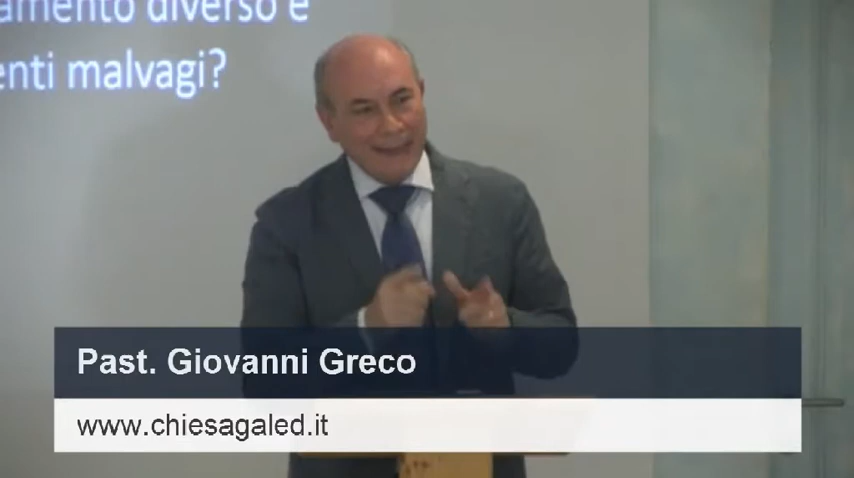 amento diverso e
enti malvagi?
Past. Giovanni Greco
www.chiesagaled.it